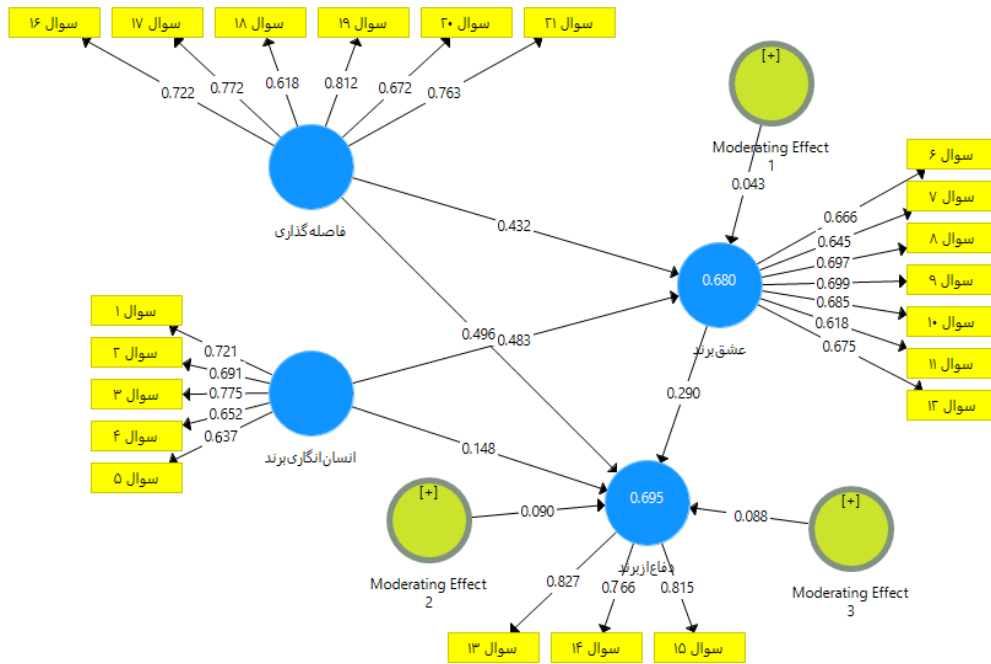 سوال ۱۶
سوال ۱۷
سوال ۱۸
سوال ۱۹
سوال ۲۰
سوال ۲۱
0.722
0.772
0.618
0.812
0.672
0.763
فاصله‌گذاری
[+]
Moderating Effect
1
0.043
0.432
0.496
0.483
0.680
عشق‌برند
0.666
0.645
0.697
0.699
0.685
0.618
0.675
سوال ۶
سوال ۷
سوال ۸
سوال ۹
سوال ۱۰
سوال ۱۱
سوال ۱۲
سوال ۱
سوال ۲
سوال ۳
سوال ۴
سوال ۵
0.721
0.691
0.775
0.652
0.637
انسان‌انگاری‌برند
0.148
0.290
[+]
Moderating Effect
2
0.090
0.695
دفاع‌ازبرند
0.088
[+]
Moderating Effect
3
0.827
0.766
0.815
سوال ۱۳
سوال ۱۴
سوال ۱۵